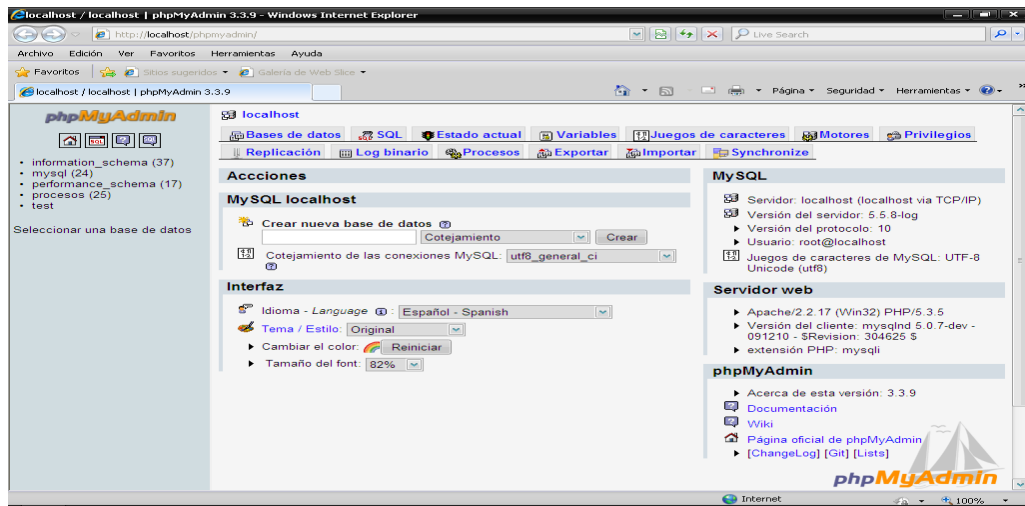 localhost / localhost | phpMyAdmin 3.3.9 - Windows Internet Explorer
http://localhost/phpmyadmin/
Live Search
Archivo Edición Ver Favoritos Herramientas Ayuda
Favoritos Sitios sugeridos Galería de Web Slice
localhost / localhost | phpMyAdmin 3.3.9
Página Seguridad Herramientas
phpMyAdmin
SQL
information_schema (37)
mysql (24)
performance_schema (17)
procesos (25)
test
Seleccionar una base de datos
localhost
Bases de datos SQL Estado actual Variables Juegos de caracteres Motores Privilegios
Replicación Log binario Procesos Exportar Importar Synchronize
Accciones
MySQL localhost
Crear nueva base de datos
Cotejamiento Crear
Cotejamiento de las conexiones MySQL: utf8_general_ci
Interfaz
Idioma - Language : Español - Spanish
Tema / Estilo: Original
Cambiar el color: Reiniciar
Tamaño del font: 82%
MySQL
Servidor: localhost (localhost via TCP/IP)
Versión del servidor: 5.5.8-log
Versión del protocolo: 10
Usuario: root@localhost
Juegos de caracteres de MySQL: UTF-8
Unicode (utf8)
Servidor web
Apache/2.2.17 (Win32) PHP/5.3.5
Versión del cliente: mysqlnd 5.0.7-dev -
091210 - $Revision: 304625 $
extensión PHP: mysqli
phpMyAdmin
Acerca de esta versión: 3.3.9
Documentación
Wiki
Página oficial de phpMyAdmin
[ChangeLog] [Git] [Lists]
phpMyAdmin
Internet
100%